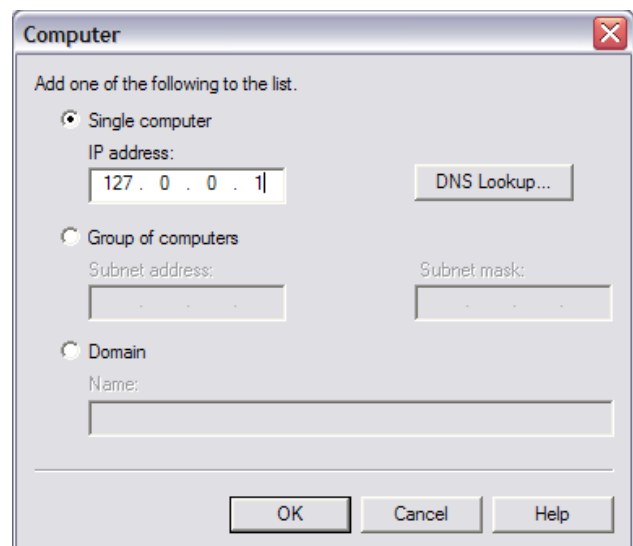 Computer
Add one of the following to the list.
Single computer
IP address:
127 . 0 . 0 . 1
DNS Lookup...
Group of computers
Subnet address: Subnet mask:
. . . . . .
Domain
Name:
OK Cancel Help